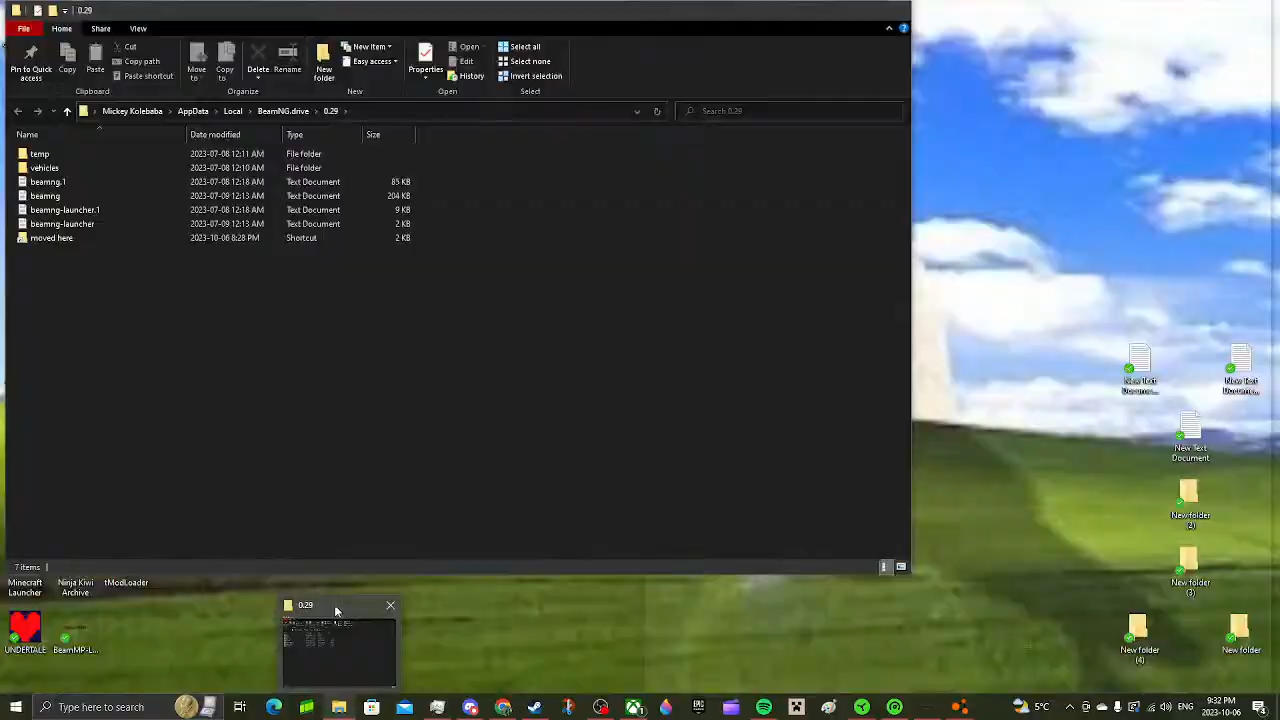 0.29
File Home Share View
Pin to Quick access
Copy
Paste
Cut
Copy path
Paste shortcut
Clipboard
Move to
Copy to
Delete
Rename
Organize
New folder
New item
Easy access
New
Properties
Open
Edit
History
Open
Select all
Select none
Invert selection
Select
Mickey Kolebaba > AppData > Local > BeamNG.drive > 0.29 >
Search 0.29
Name Date modified Type Size
temp 2023-07-08 12:11 AM File folder
vehicles 2023-07-08 12:10 AM File folder
beamng.1 2023-07-08 12:18 AM Text Document 85 KB
beamng 2023-07-09 12:13 AM Text Document 204 KB
beamng-launcher.1 2023-07-08 12:18 AM Text Document 9 KB
beamng-launcher 2023-07-09 12:13 AM Text Document 2 KB
moved here 2023-10-06 8:28 PM Shortcut 2 KB
7 items
New Text Docume...
New Text Docume...
New Text Document
New folder (2)
New folder (3)
New folder (4)
New folder
Minecraft Launcher
Ninja Kiwi Archive
tModLoader
UNDERTALE
BeamMP-L...
0.29
Type here to search
5°C
9:32 PM
2023-10-06